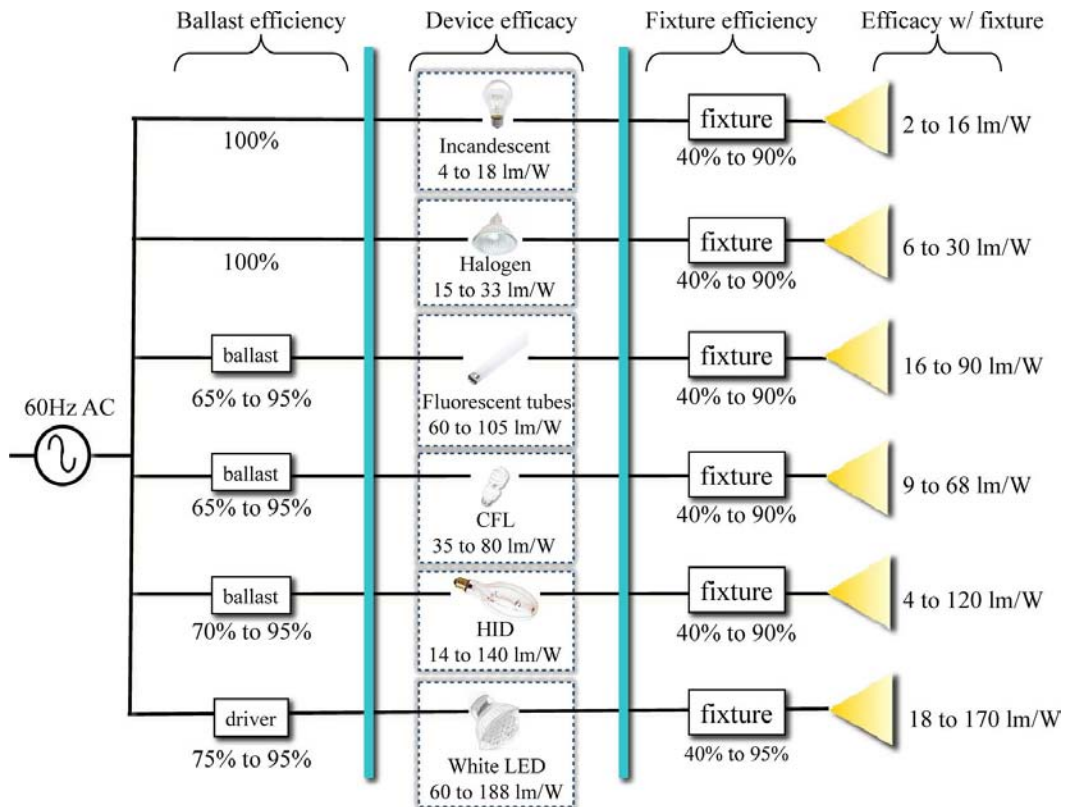 Ballast efficiency
Device efficacy
Fixture efficiency
Efficacy w/ fixture
100%
Incandescent
4 to 18 lm/W
fixture
40% to 90%
2 to 16 lm/W
100%
Halogen
15 to 33 lm/W
fixture
40% to 90%
6 to 30 lm/W
60Hz AC
ballast
65% to 95%
Fluorescent tubes
60 to 105 lm/W
fixture
40% to 90%
16 to 90 lm/W
ballast
65% to 95%
CFL
35 to 80 lm/W
fixture
40% to 90%
9 to 68 lm/W
ballast
70% to 95%
HID
14 to 140 lm/W
fixture
40% to 90%
4 to 120 lm/W
driver
75% to 95%
White LED
60 to 188 lm/W
fixture
40% to 95%
18 to 170 lm/W